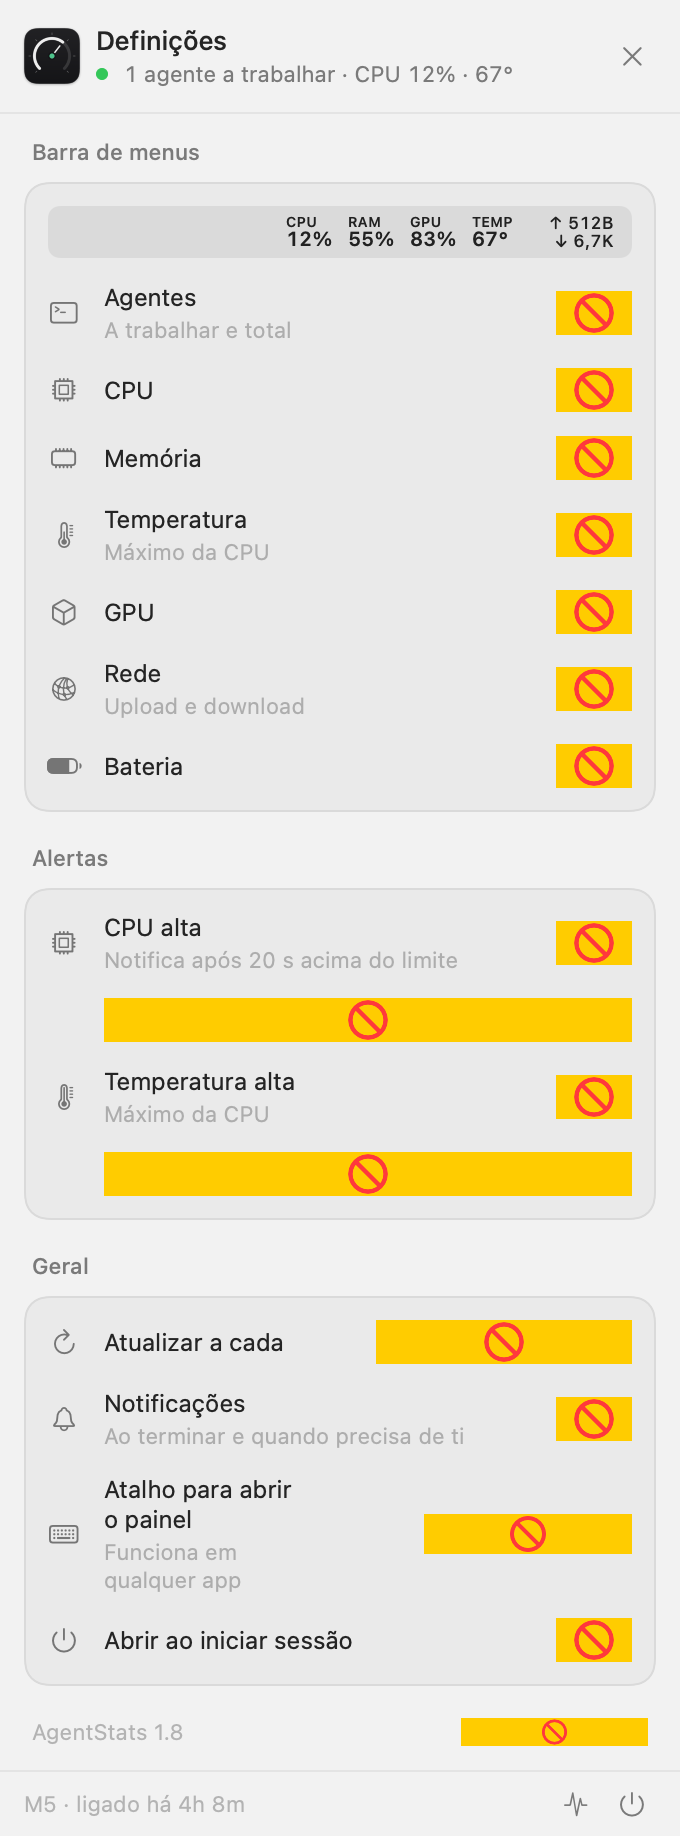 Definições
1 agente a trabalhar · CPU 12% · 67°
Barra de menus
CPU RAM GPU TEMP ↑ 512B
12% 55% 83% 67° ↓ 6,7K
Agentes
A trabalhar e total
CPU
Memória
Temperatura
Máximo da CPU
GPU
Rede
Upload e download
Bateria
Alertas
CPU alta
Notifica após 20 s acima do limite
Temperatura alta
Máximo da CPU
Geral
Atualizar a cada
Notificações
Ao terminar e quando precisa de ti
Atalho para abrir
o painel
Funciona em
qualquer app
Abrir ao iniciar sessão
AgentStats 1.8
M5 · ligado há 4h 8m